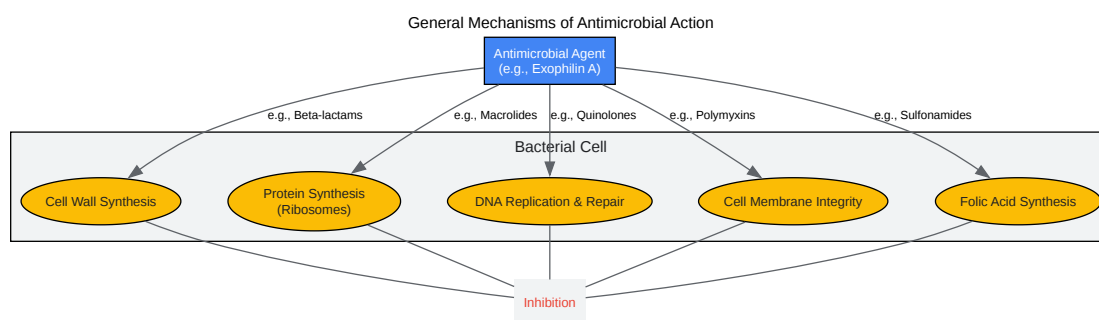 General Mechanisms of Antimicrobial Action
Antimicrobial Agent
(e.g., Exophilin A)
e.g., Beta-lactams
e.g., Macrolides
e.g., Quinolones
e.g., Polymyxins
e.g., Sulfonamides
Bacterial Cell
Cell Wall Synthesis
Protein Synthesis
(Ribosomes)
DNA Replication & Repair
Cell Membrane Integrity
Folic Acid Synthesis
Inhibition